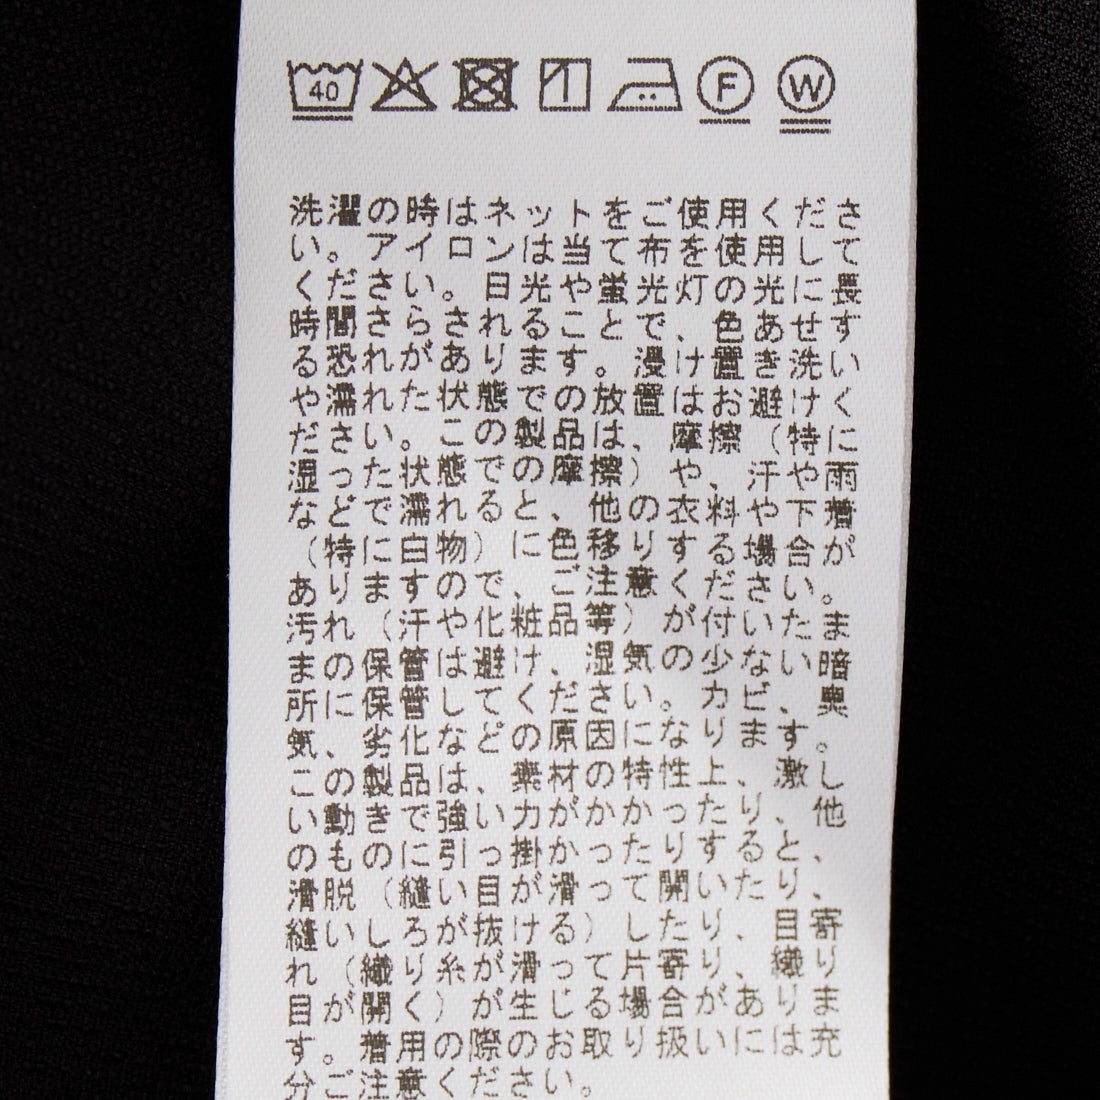 40 F W
洗濯の時はネットをご使用くださ
い。アイロンは当て布を使用して
ください。日光や蛍光灯の光に長
時間さらされることで、色あせす
る恐れがあります。浸け置き洗い
や濡れた状態での放置はお避けく
ださい。この製品は、摩擦(特に
湿った状態での摩擦)や、汗や雨
などで濡れると、他の衣料や下着
(特に白物)に色移りする場合が
ありますので、ご注意ください。
汚れ(汗や化粧品等)が付いたま
まの保管は避け、湿気の少ない暗
所に保管してください。カビ、臭
気、劣化などの原因になります。
この製品は、素材の特性上、激し
い動きで強い力がかかったり、他
のものに引っ掛かったりすると、
滑脱(縫い目が滑って開いたり、
縫いしろが抜ける)したり、目寄
れ(織り糸が滑って片寄り、織り
目が開く)が生じる場合がありま
す。着用の際のお取り扱いには充
分ご注意ください。